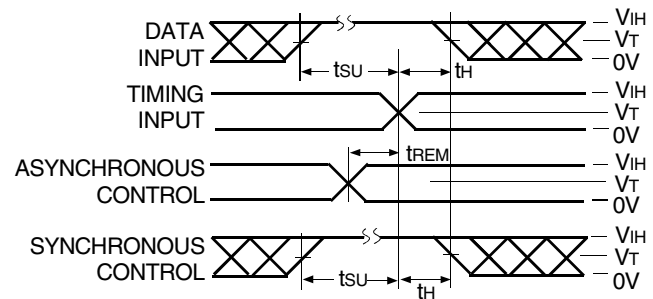 DATA INPUT
tSU
tH
VIH
VT
0V
TIMING INPUT
VIH
VT
0V
tREM
ASYNCHRONOUS CONTROL
VIH
VT
0V
SYNCHRONOUS CONTROL
tSU
tH
VIH
VT
0V